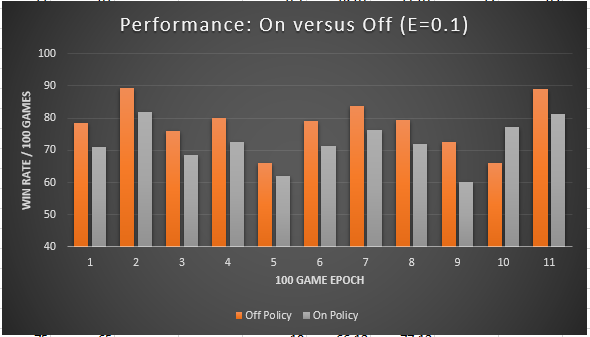 Performance: On versus Off (E=0.1)
100
90
80
70
60
50
40
WIN RATE / 100 GAMES
1 2 3 4 5 6 7 8 9 10 11
100 GAME EPOCH
Off Policy On Policy